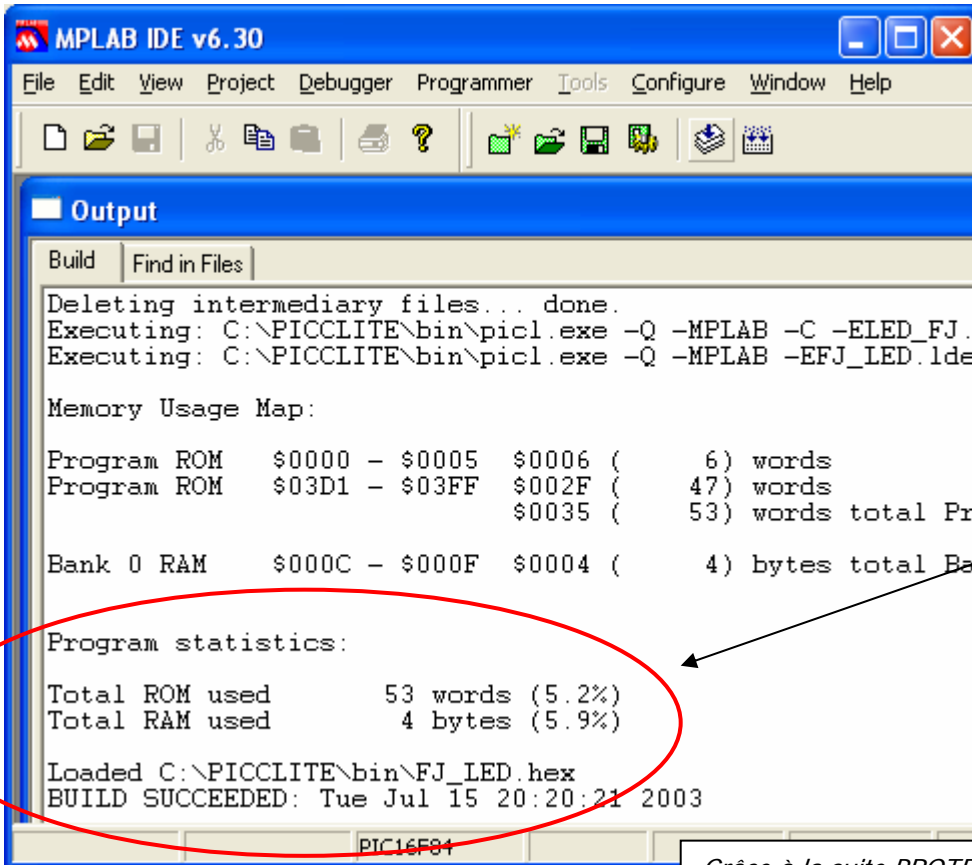 MPLAB IDE v6.30
File Edit View Project Debugger Programmer Tools Configure Window Help
Output
Build Find in Files
Deleting intermediary files... done.
Executing: C:\PICCLITE\bin\picl.exe -Q -MPLAB -C -ELED_FJ.
Executing: C:\PICCLITE\bin\picl.exe -Q -MPLAB -EFJ_LED.lde
Memory Usage Map:
Program ROM $0000 - $0005 $0006 ( 6) words
Program ROM $03D1 - $03FF $002F ( 47) words
$0035 ( 53) words total Pr
Bank 0 RAM $000C - $000F $0004 ( 4) bytes total Ba
Program statistics:
Total ROM used 53 words (5.2%)
Total RAM used 4 bytes (5.9%)
Loaded C:\PICCLITE\bin\FJ_LED.hex
BUILD SUCCEEDED: Tue Jul 15 20:20:21 2003
PIC16F84
Grâce à la suite